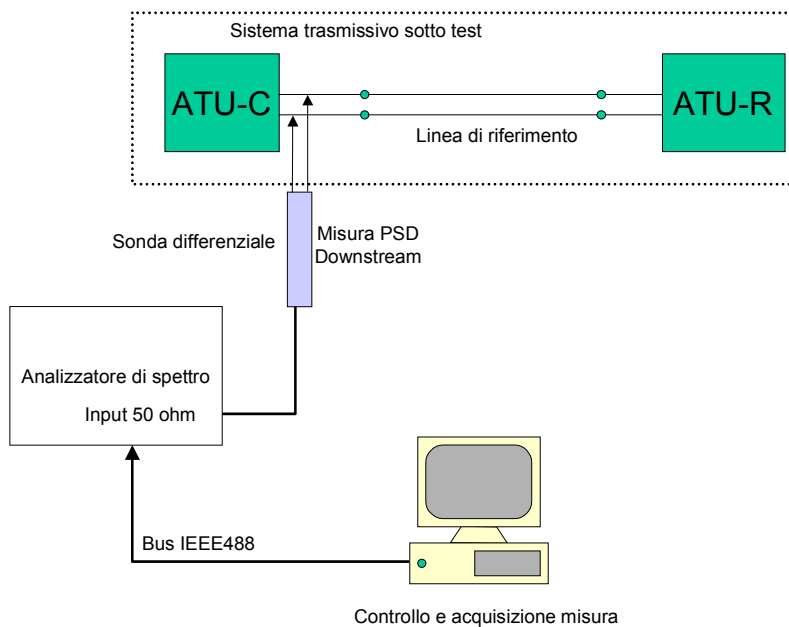 Sistema trasmissivo sotto test
ATU-C
ATU-R
Linea di riferimento
Sonda differenziale
Misura PSD
Downstream
Analizzatore di spettro
Input 50 ohm
Bus IEEE488
Controllo e acquisizione misura